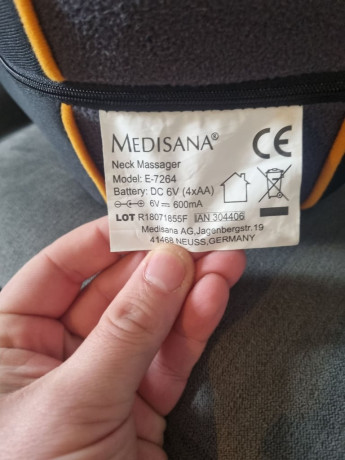 MEDISANA®
CE
Neck Massager
Model: E-7264
Battery: DC 6V (4xAA)
6V ⎓ 600mA
LOT R18071855F IAN 304406
Medisana AG, Jagenbergstr.19
41468 NEUSS, GERMANY